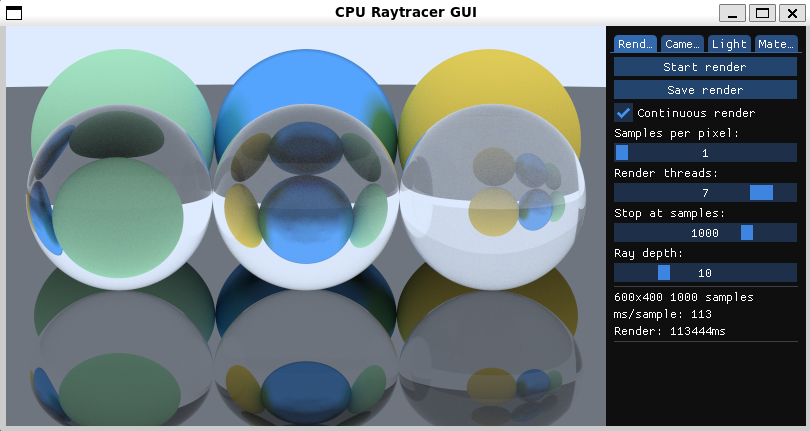 CPU Raytracer GUI
Rend… Came… Light Mate…
Start render
Save render
Continuous render
Samples per pixel:
1
Render threads:
7
Stop at samples:
1000
Ray depth:
10
600x400 1000 samples
ms/sample: 113
Render: 113444ms